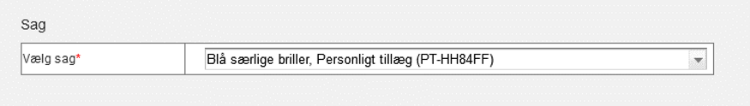 Sag
Vælg sag* Blå særlige briller, Personligt tillæg (PT-HH84FF)